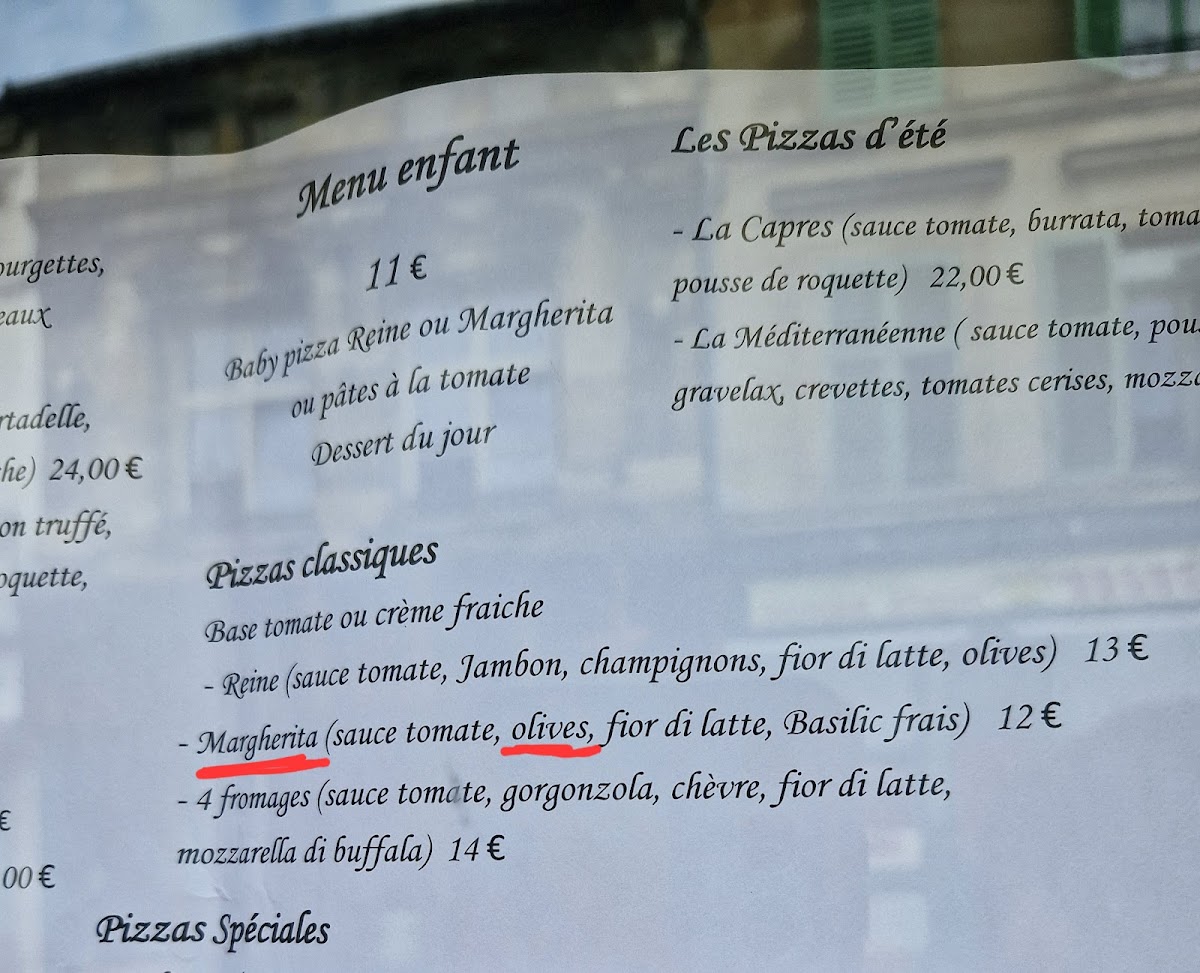 Menu enfant
11 €
Baby pizza Reine ou Margherita
ou pâtes à la tomate
Dessert du jour
Les Pizzas d'été
- La Capres (sauce tomate, burrata, toma
pousse de roquette) 22,00 €
- La Méditerranéenne ( sauce tomate, pou
gravelax, crevettes, tomates cerises, mozza
ourgettes,
eaux
rtadelle,
he) 24,00 €
on truffé,
oquette,
€
00 €
Pizzas classiques
Base tomate ou crème fraiche
- Reine (sauce tomate, Jambon, champignons, fior di latte, olives) 13 €
- Margherita (sauce tomate, olives, fior di latte, Basilic frais) 12 €
- 4 fromages (sauce tomate, gorgonzola, chèvre, fior di latte,
mozzarella di buffala) 14 €
Pizzas Spéciales